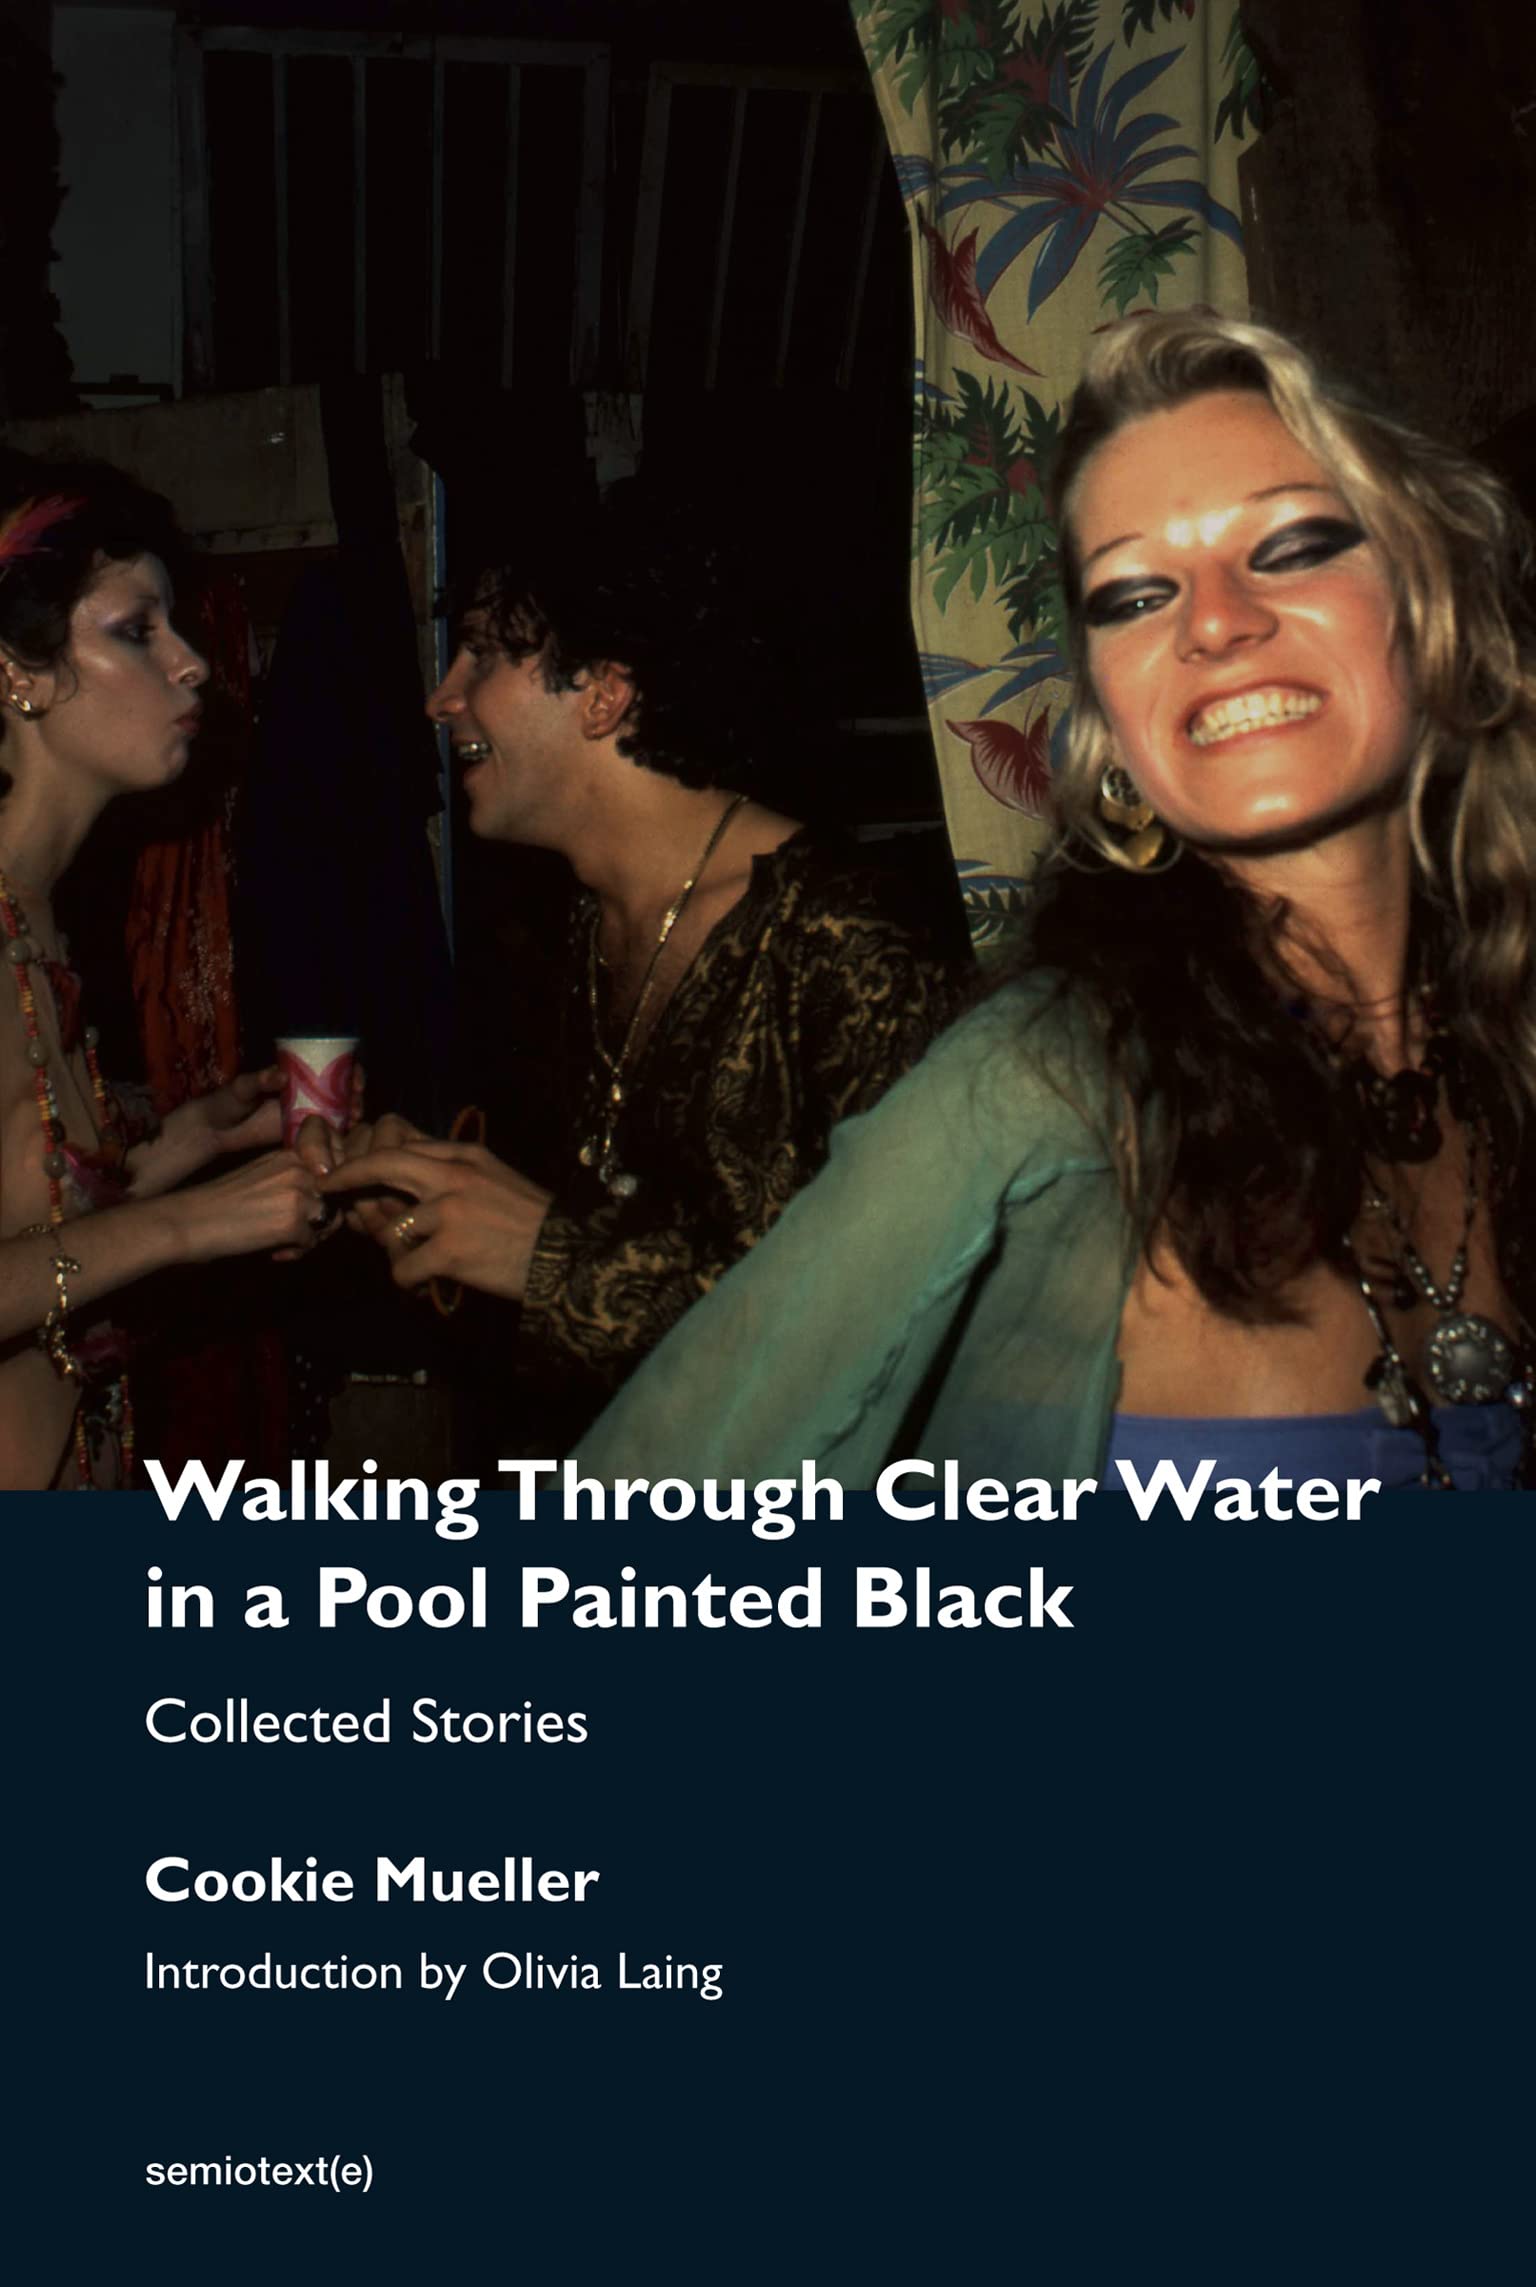 Walking Through Clear Water
in a Pool Painted Black
Collected Stories
Cookie Mueller
Introduction by Olivia Laing
semiotext(e)